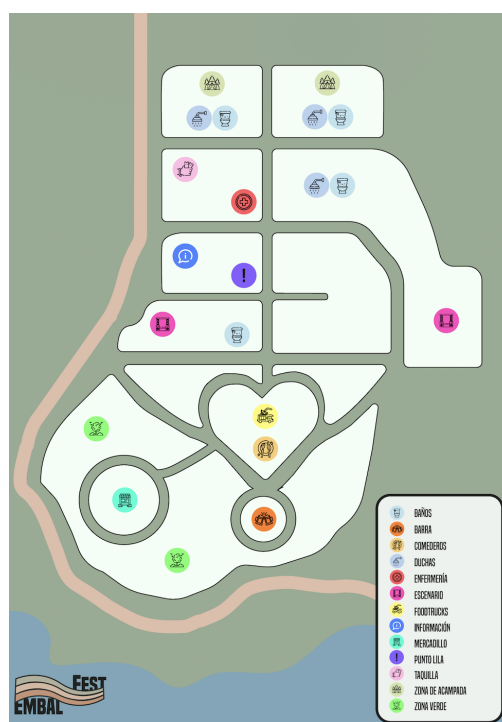 BAÑOS
BARRA
COMEDEROS
DUCHAS
ENFERMERÍA
ESCENARIO
FOODTRUCKS
INFORMACIÓN
MERCADILLO
PUNTO LILA
TAQUILLA
ZONA DE ACAMPADA
ZONA VERDE
EMBAL
FEST